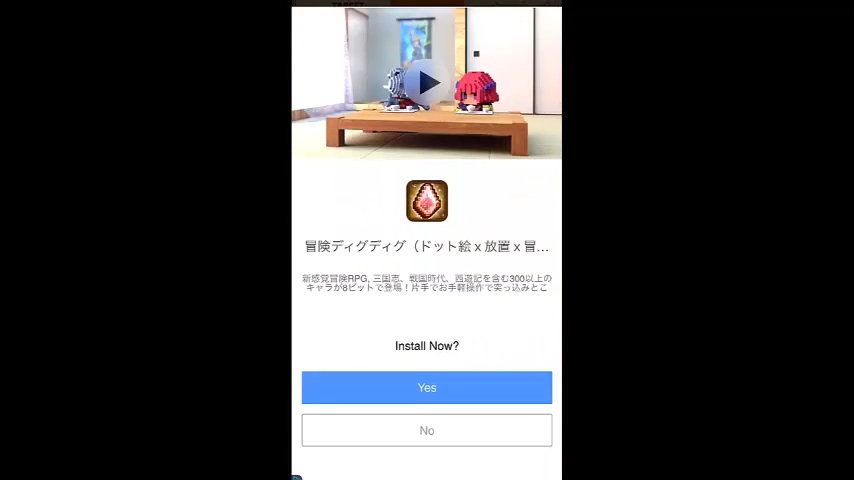 冒険ディグディグ（ドット絵 x 放置 x 冒...
新感覚冒険RPG, 三国志、戦国時代、西遊記を含む300以上の
キャラが8ビットで登場！片手でお手軽操作で突っ込みとこ
Install Now?
Yes
No